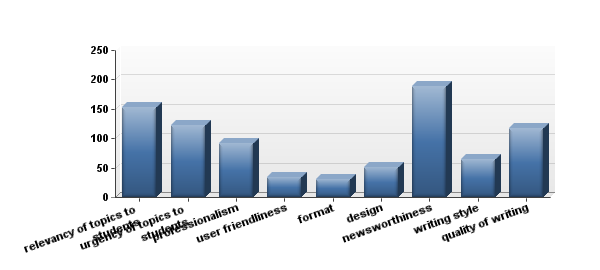 250
200
150
100
50
0
relevancy of topics to
students
urgency of topics to
students
professionalism
user friendliness
format
design
newsworthiness
writing style
quality of writing